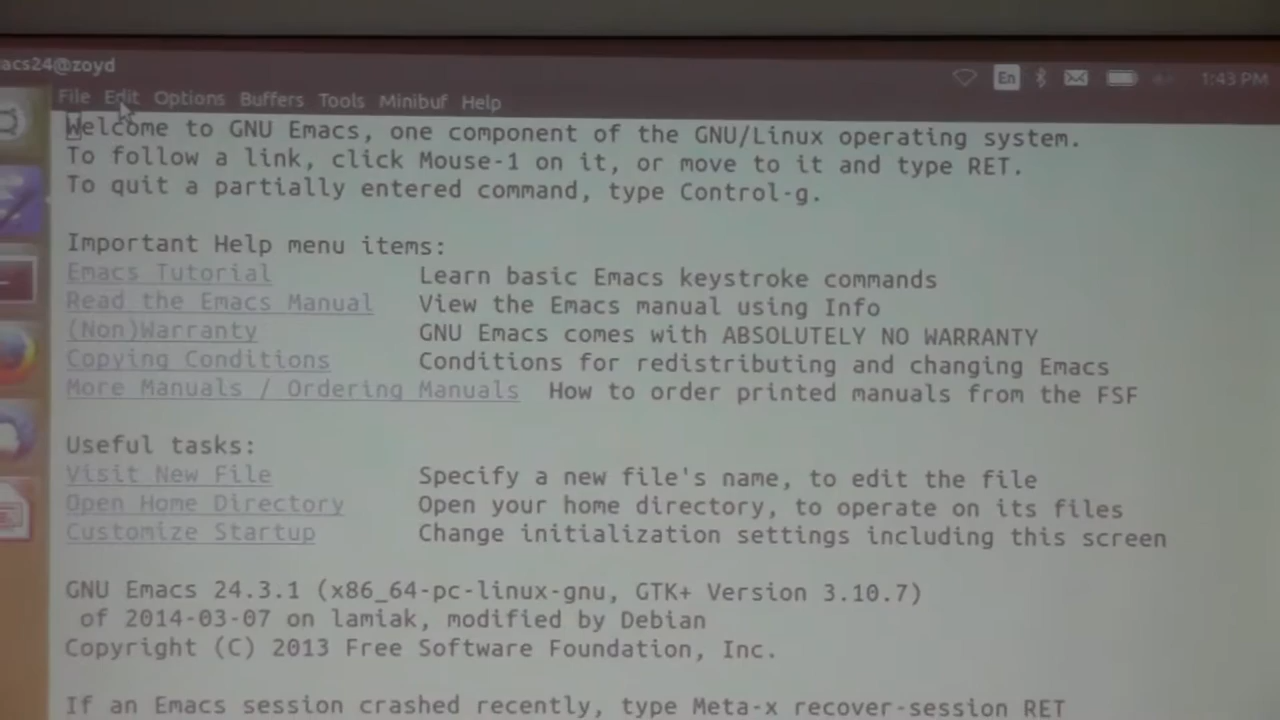 acs24@zoyd
En
1:43 PM
File Edit Options Buffers Tools Minibuf Help
Welcome to GNU Emacs, one component of the GNU/Linux operating system.
To follow a link, click Mouse-1 on it, or move to it and type RET.
To quit a partially entered command, type Control-g.
Important Help menu items:
Emacs Tutorial Learn basic Emacs keystroke commands
Read the Emacs Manual View the Emacs manual using Info
(Non)Warranty GNU Emacs comes with ABSOLUTELY NO WARRANTY
Copying Conditions Conditions for redistributing and changing Emacs
More Manuals / Ordering Manuals How to order printed manuals from the FSF
Useful tasks:
Visit New File Specify a new file's name, to edit the file
Open Home Directory Open your home directory, to operate on its files
Customize Startup Change initialization settings including this screen
GNU Emacs 24.3.1 (x86_64-pc-linux-gnu, GTK+ Version 3.10.7)
of 2014-03-07 on lamiak, modified by Debian
Copyright (C) 2013 Free Software Foundation, Inc.
If an Emacs session crashed recently, type Meta-x recover-session RET